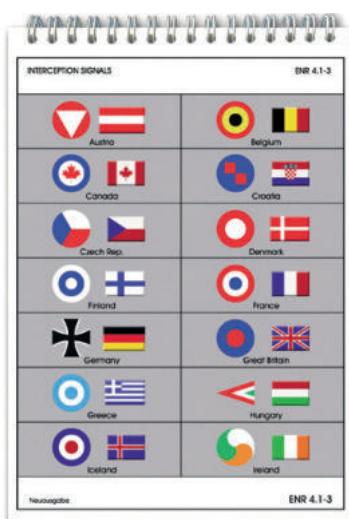 INTERCEPTION SIGNALS ENR 4.1-3
Austria Belgium
Canada Croatia
Czech Rep. Denmark
Finland France
Germany Great Britain
Greece Hungary
Iceland Ireland
Neuausgabe ENR 4.1-3